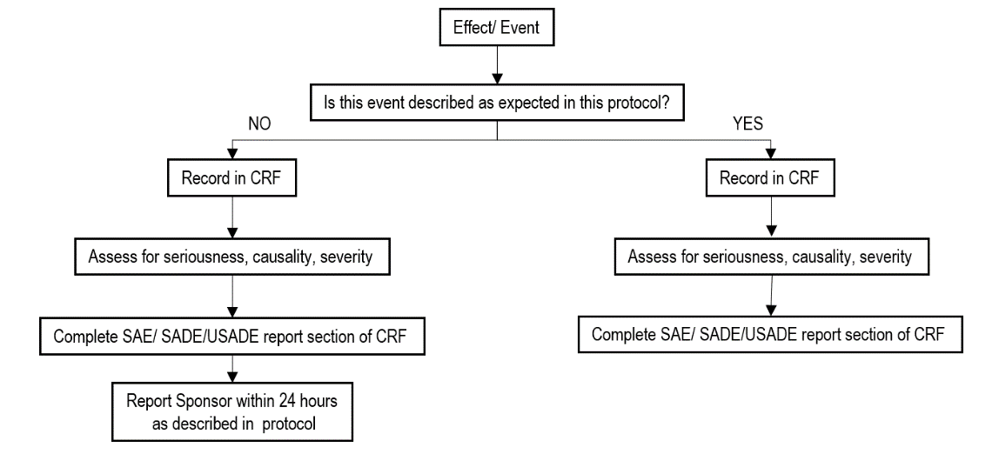 Effect/ Event
Is this event described as expected in this protocol?
NO
YES
Record in CRF
Record in CRF
Assess for seriousness, causality, severity
Assess for seriousness, causality, severity
Complete SAE/ SADE/USADE report section of CRF
Complete SAE/ SADE/USADE report section of CRF
Report Sponsor within 24 hours
as described in protocol